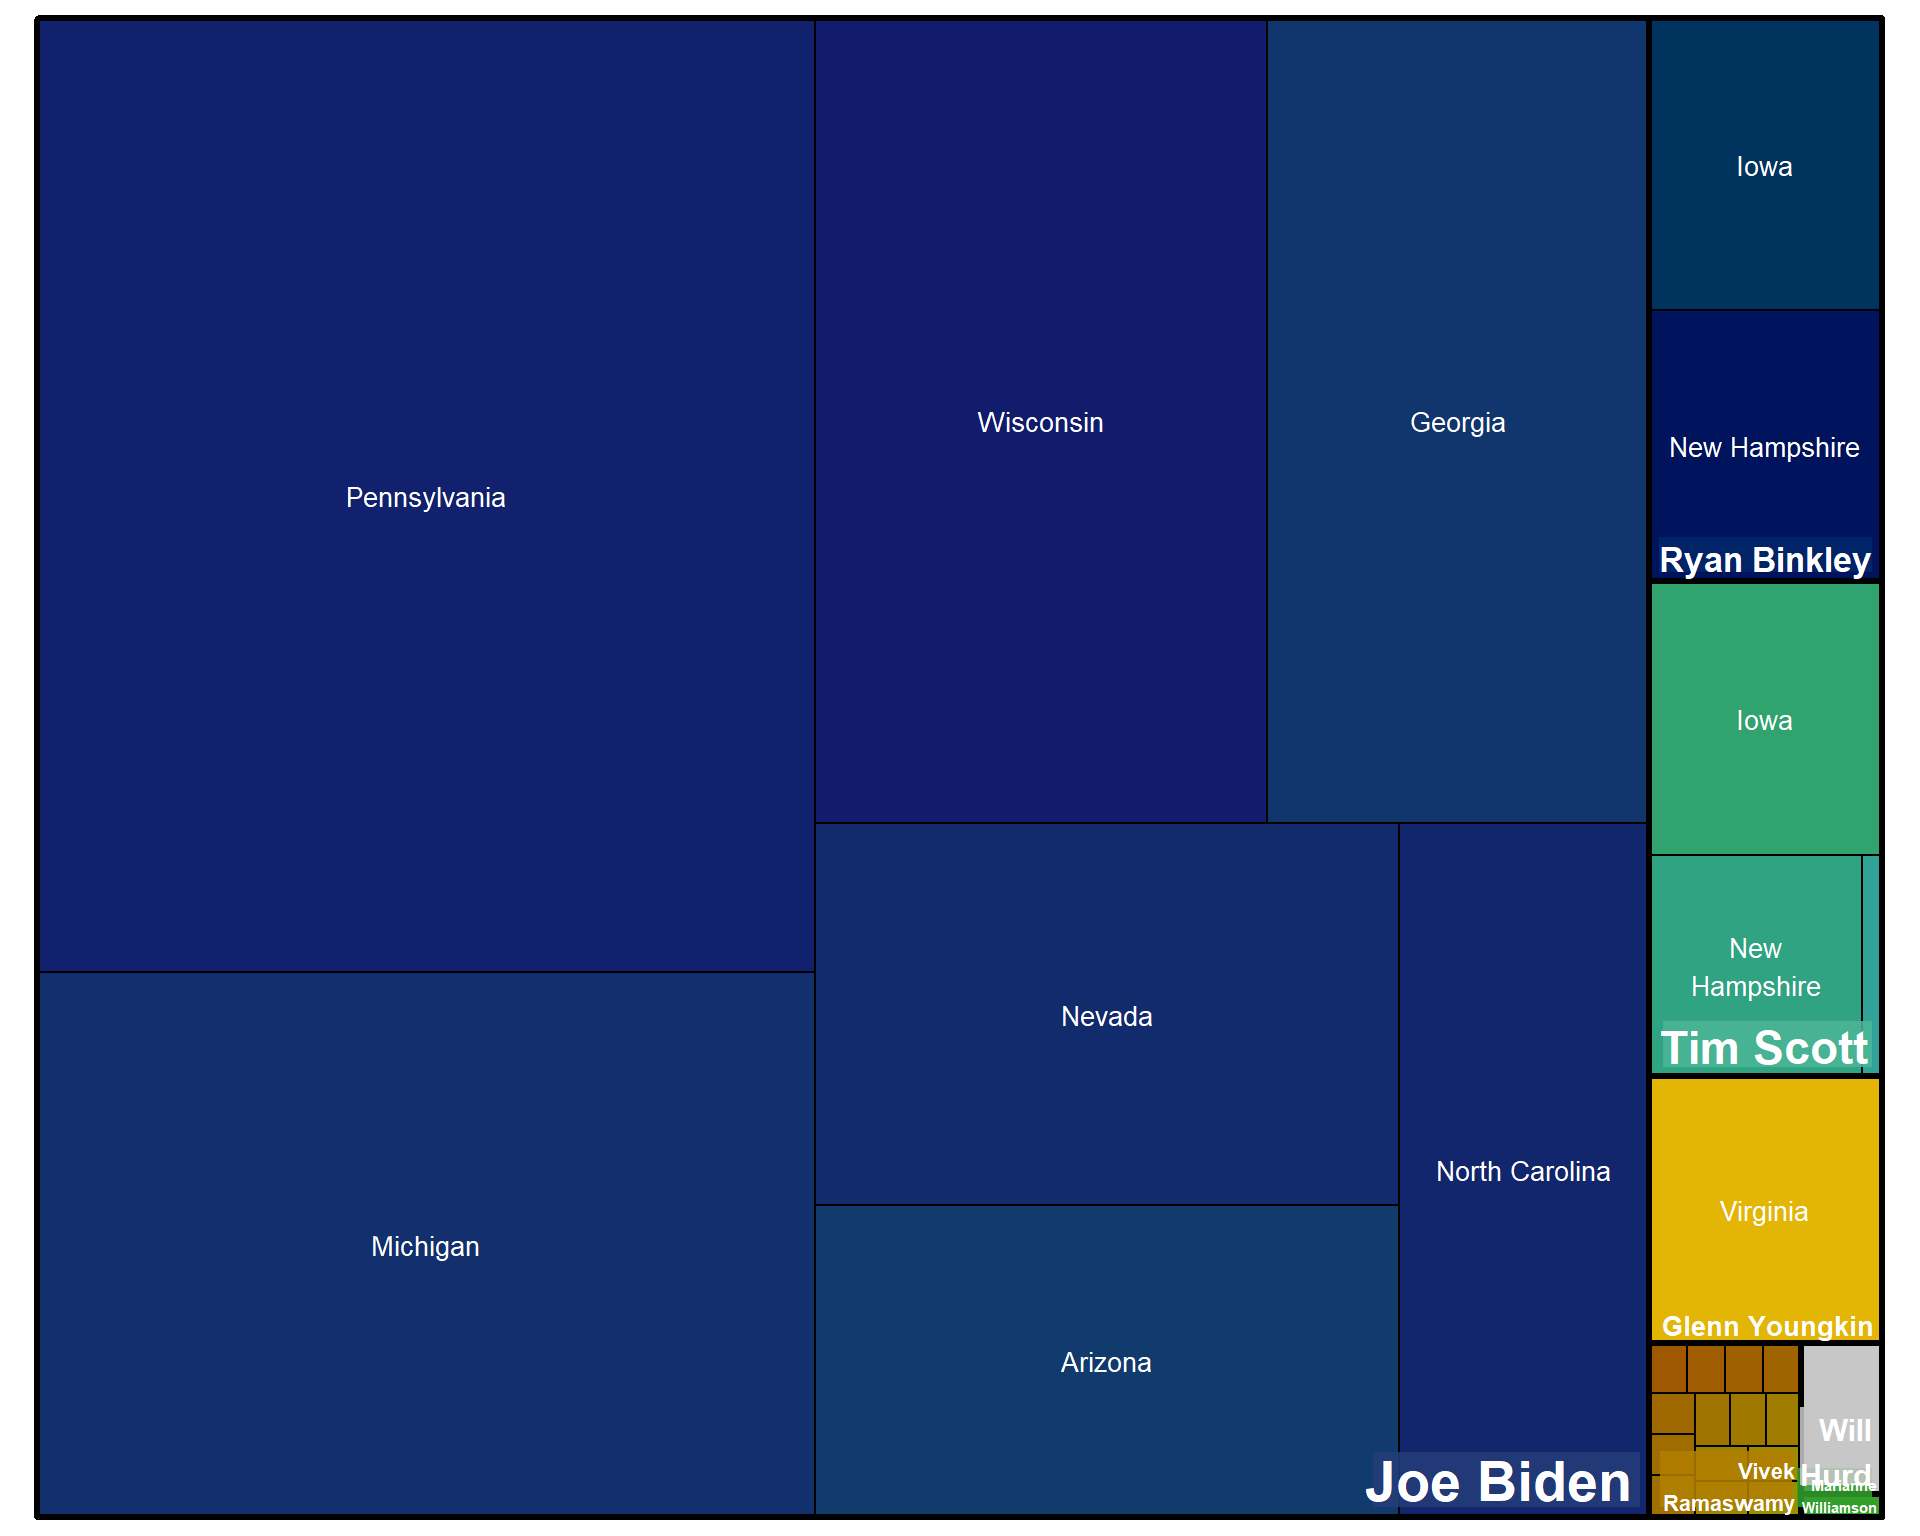 Pennsylvania
Michigan
Wisconsin
Georgia
Nevada
Arizona
North Carolina
Joe Biden
Iowa
New Hampshire
Ryan Binkley
Iowa
New
Hampshire
Tim Scott
Virginia
Glenn Youngkin
Vivek
Ramaswamy
Will
Hurd
Marianne
Williamson